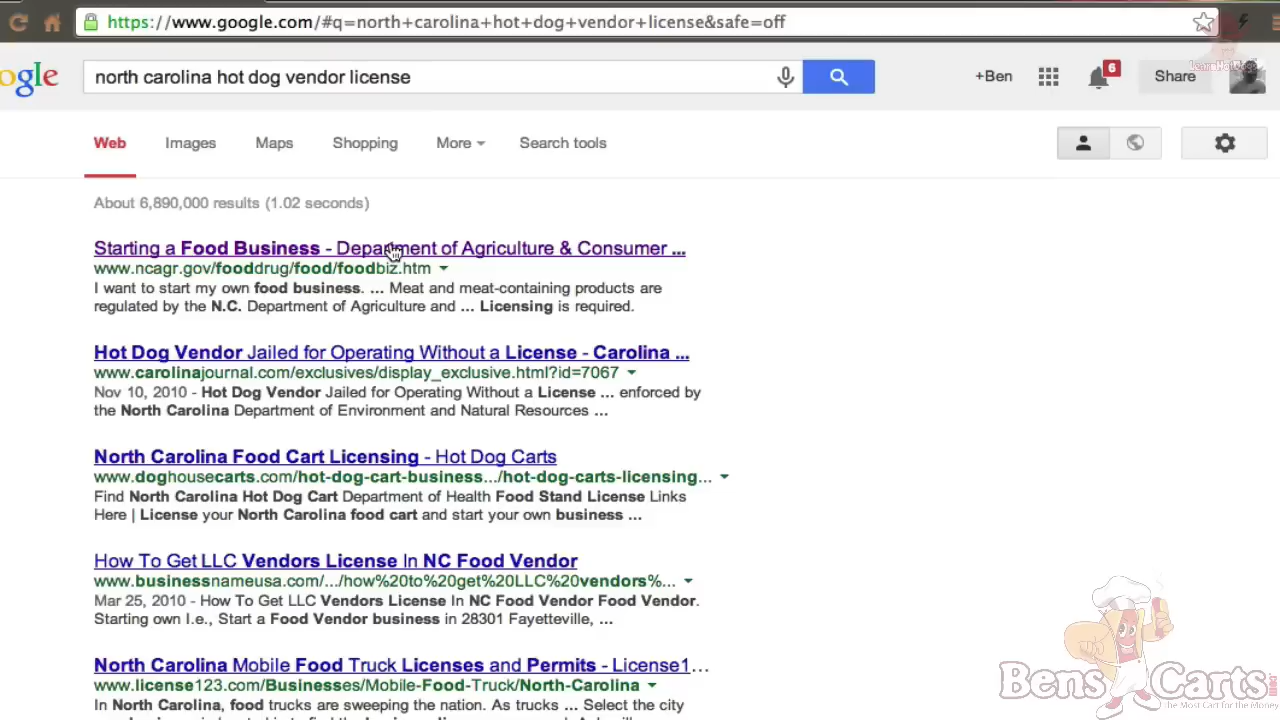 https://www.google.com/#q=north+carolina+hot+dog+vendor+license&safe=off
ogle
north carolina hot dog vendor license
+Ben
6
Share
Web Images Maps Shopping More Search tools
About 6,890,000 results (1.02 seconds)
Starting a Food Business - Department of Agriculture & Consumer ...
www.ncagr.gov/fooddrug/food/foodbiz.htm
I want to start my own food business. ... Meat and meat-containing products are
regulated by the N.C. Department of Agriculture and ... Licensing is required.
Hot Dog Vendor Jailed for Operating Without a License - Carolina ...
www.carolinajournal.com/exclusives/display_exclusive.html?id=7067
Nov 10, 2010 - Hot Dog Vendor Jailed for Operating Without a License ... enforced by
the North Carolina Department of Environment and Natural Resources ...
North Carolina Food Cart Licensing - Hot Dog Carts
www.doghousecarts.com/hot-dog-cart-business.../hot-dog-carts-licensing...
Find North Carolina Hot Dog Cart Department of Health Food Stand License Links
Here | License your North Carolina food cart and start your own business ...
How To Get LLC Vendors License In NC Food Vendor
www.businessnameusa.com/.../how%20to%20get%20LLC%20vendors%...
Mar 25, 2010 - How To Get LLC Vendors License In NC Food Vendor Food Vendor.
Starting own I.e., Start a Food Vendor business in 28301 Fayetteville, ...
North Carolina Mobile Food Truck Licenses and Permits - License1...
www.license123.com/Businesses/Mobile-Food-Truck/North-Carolina
In North Carolina, food trucks are sweeping the nation. As trucks ... Select the city
BensCarts
the Most Cart for the Money